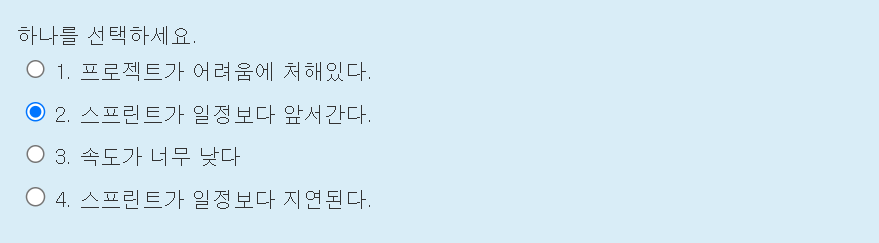 하나를 선택하세요.
1. 프로젝트가 어려움에 처해있다.
2. 스프린트가 일정보다 앞서간다.
3. 속도가 너무 낮다
4. 스프린트가 일정보다 지연된다.